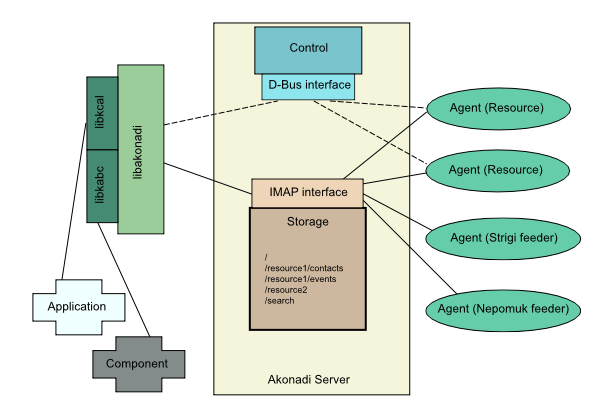 Control
D-Bus interface
libkcal
libkabc
libakonadi
Agent (Resource)
Agent (Resource)
IMAP interface
Storage
/
/resource1/contacts
/resource1/events
/resource2
/search
Agent (Strigi feeder)
Agent (Nepomuk feeder)
Application
Component
Akonadi Server